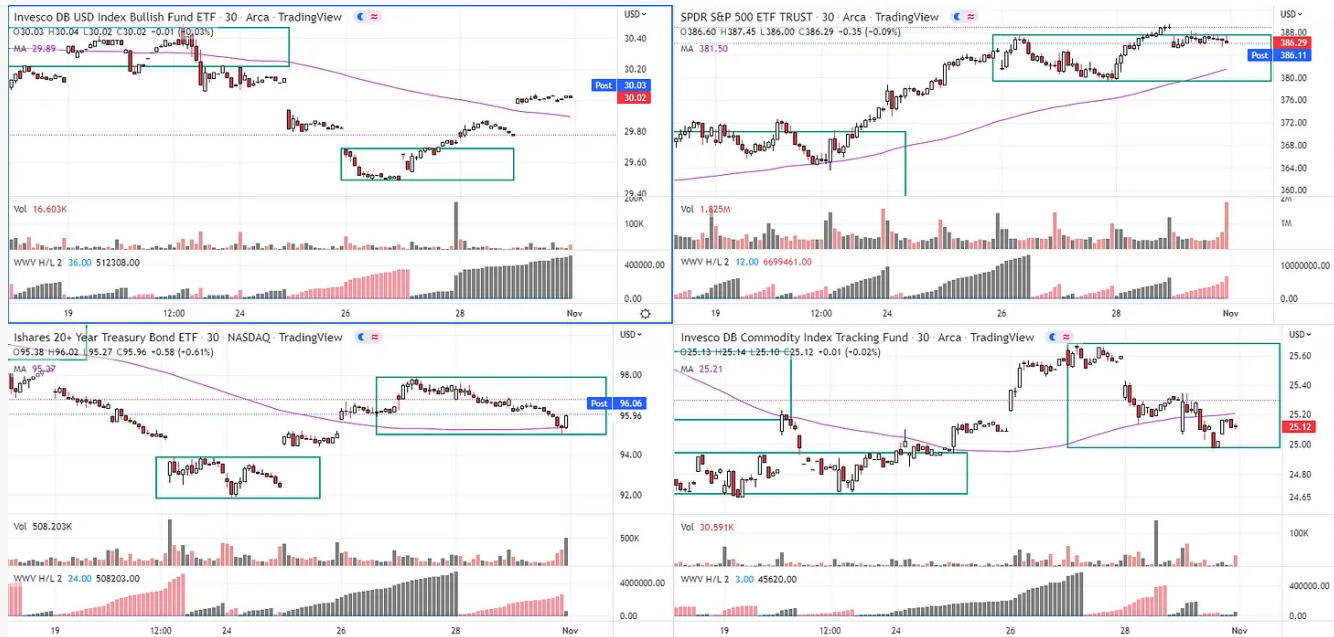 Invesco DB USD Index Bullish Fund ETF · 30 · Arca · TradingView
USD
O30.03 H30.04 L30.02 C30.02 −0.01 (−0.03%)
MA 29.89
30.40
30.20
Post 30.03
30.02
29.80
29.60
29.40
200K
Vol 16.603K
100K
0.00
WWV H/L 2 36.00 512308.00
400000.00
0.00
19 12:00 24 26 28 Nov
SPDR S&P 500 ETF TRUST · 30 · Arca · TradingView
USD
O386.60 H387.45 L386.00 C386.29 −0.35 (−0.09%)
MA 381.50
388.00
386.29
Post 386.11
380.00
376.00
372.00
368.00
364.00
360.00
2M
Vol 1.825M
1M
WWV H/L 2 12.00 6699461.00
10000000.00
0.00
19 12:00 24 26 28 Nov
Ishares 20+ Year Treasury Bond ETF · 30 · NASDAQ · TradingView
USD
O95.38 H96.02 L95.27 C95.96 +0.58 (+0.61%)
MA 95.37
98.00
Post 96.06
95.96
94.00
92.00
Vol 508.203K
500K
WWV H/L 2 24.00 508203.00
4000000.00
0.00
19 12:00 24 26 28 Nov
Invesco DB Commodity Index Tracking Fund · 30 · Arca · TradingView
USD
O25.13 H25.14 L25.10 C25.12 +0.01 (+0.02%)
MA 25.21
25.60
25.40
25.20
25.12
25.00
24.80
24.65
Vol 30.591K
100K
WWV H/L 2 3.00 45620.00
400000.00
0.00
19 12:00 24 26 28 Nov